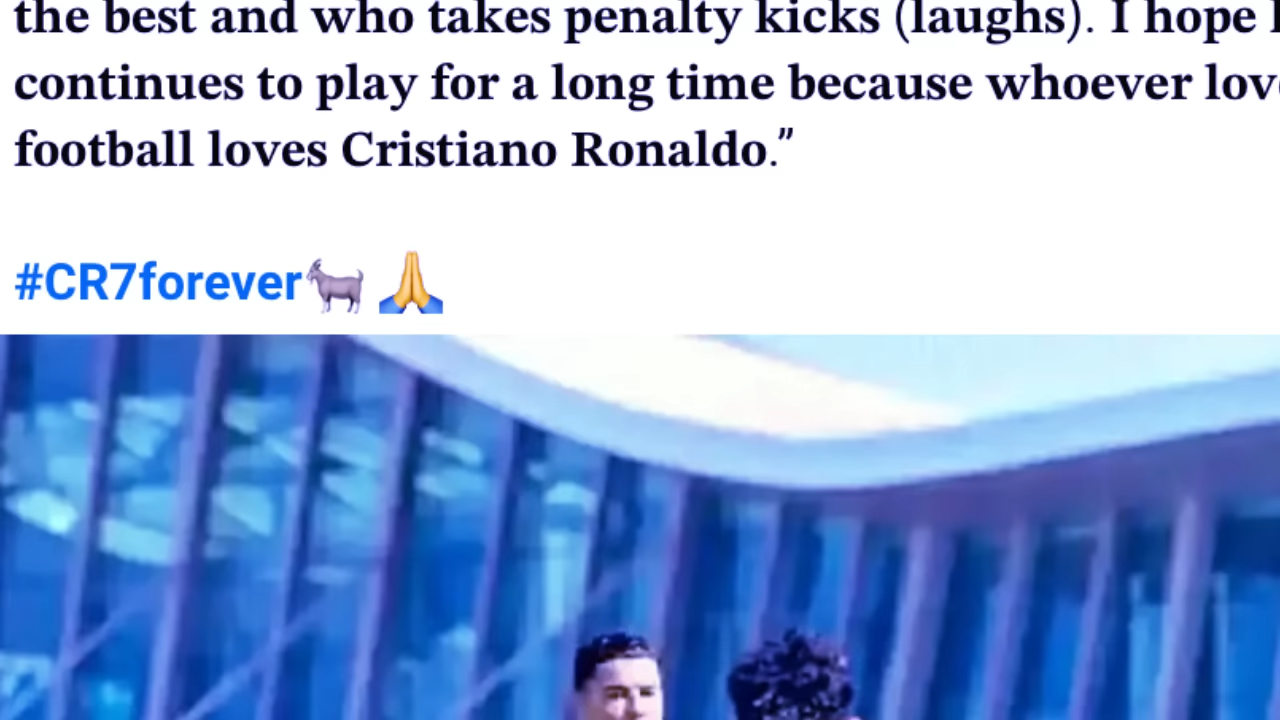 the best and who takes penalty kicks (laughs). I hope
continues to play for a long time because whoever
football loves Cristiano Ronaldo.”
#CR7forever🐐 🙏